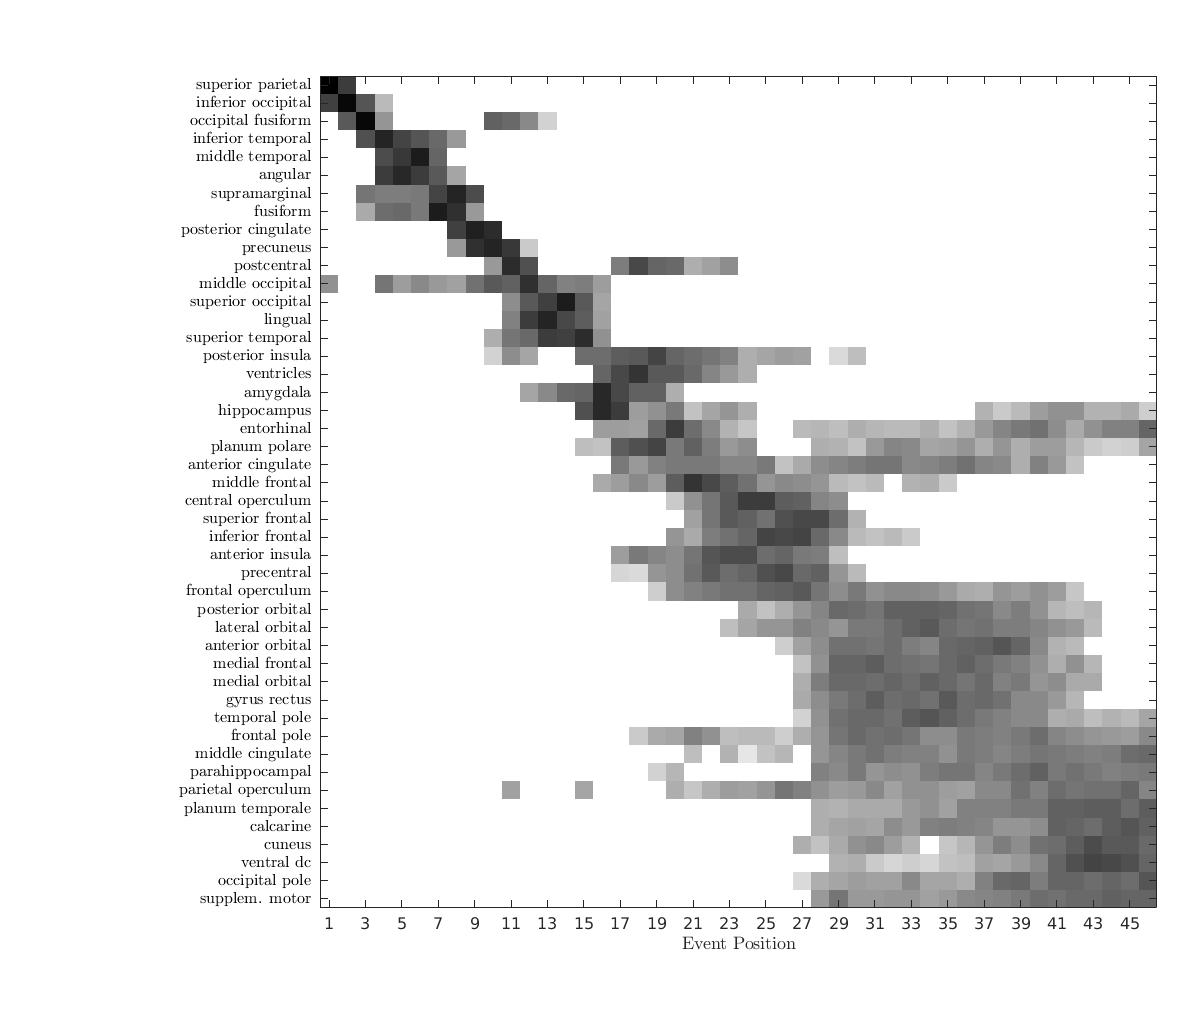 superior parietal
inferior occipital
occipital fusiform
inferior temporal
middle temporal
angular
supramarginal
fusiform
posterior cingulate
precuneus
postcentral
middle occipital
superior occipital
lingual
superior temporal
posterior insula
ventricles
amygdala
hippocampus
entorhinal
planum polare
anterior cingulate
middle frontal
central operculum
superior frontal
inferior frontal
anterior insula
precentral
frontal operculum
posterior orbital
lateral orbital
anterior orbital
medial frontal
medial orbital
gyrus rectus
temporal pole
frontal pole
middle cingulate
parahippocampal
parietal operculum
planum temporale
calcarine
cuneus
ventral dc
occipital pole
supplem. motor
1 3 5 7 9 11 13 15 17 19 21 23 25 27 29 31 33 35 37 39 41 43 45
Event Position